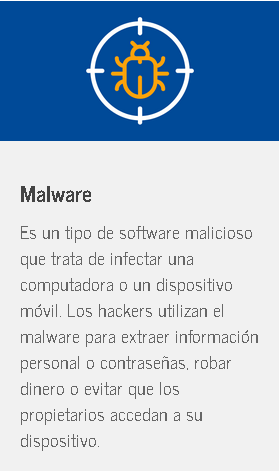 Malware
Es un tipo de software malicioso
que trata de infectar una
computadora o un dispositivo
móvil. Los hackers utilizan el
malware para extraer información
personal o contraseñas, robar
dinero o evitar que los
propietarios accedan a su
dispositivo.